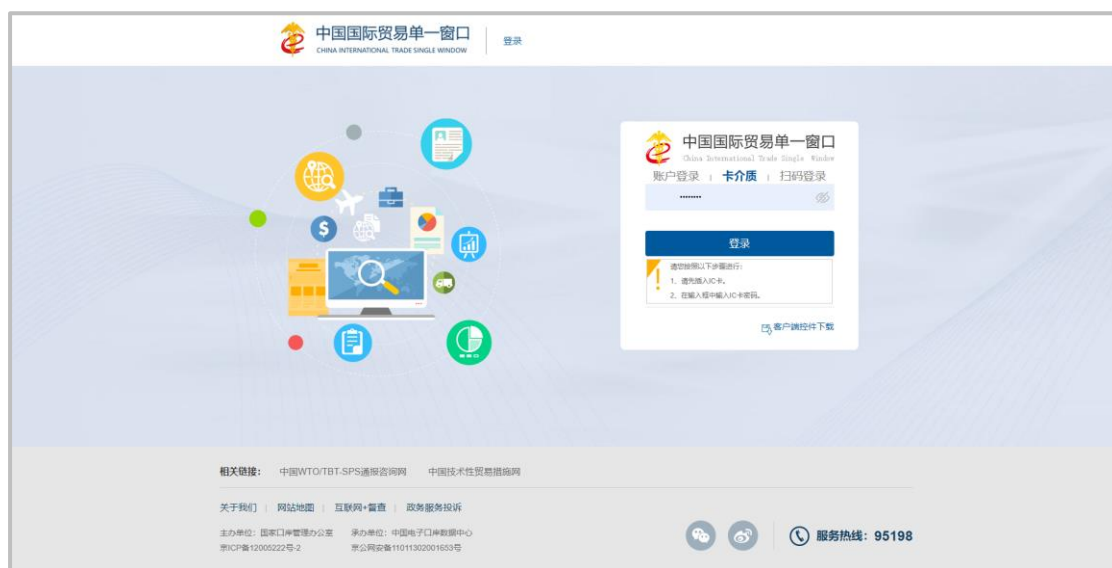 中国国际贸易单一窗口
CHINA INTERNATIONAL TRADE SINGLE WINDOW
登录
中国国际贸易单一窗口
China International Trade Single Window
账户登录 | 卡介质 | 扫码登录
••••••••
登录
请您按照以下步骤进行:
1、请先插入IC卡。
2、在输入框中输入IC卡密码。
客户端控件下载
$
相关链接: 中国WTO/TBT-SPS通报咨询网 中国技术性贸易措施网
关于我们 | 网站地图 | 互联网+督查 | 政务服务投诉
主办单位: 国家口岸管理办公室 承办单位: 中国电子口岸数据中心
京ICP备12005222号-2 京公网安备11011302001653号
服务热线: 95198